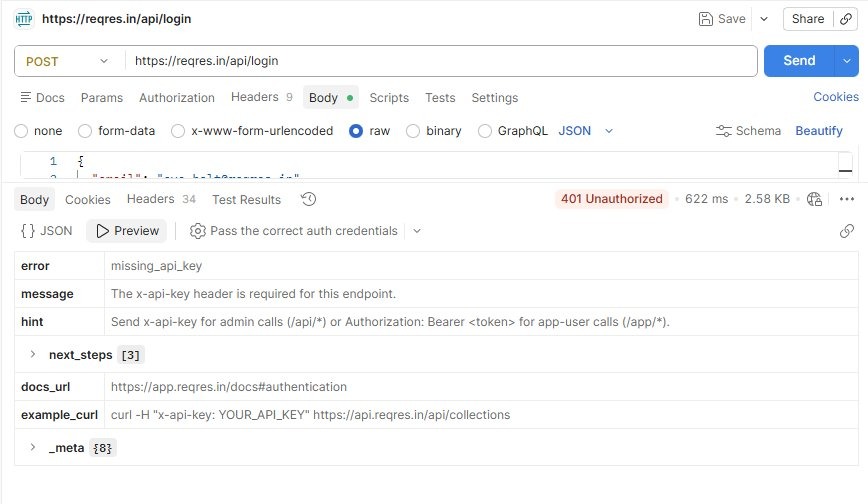 HTTP https://reqres.in/api/login Save Share
POST https://reqres.in/api/login Send
Docs Params Authorization Headers 9 Body Scripts Tests Settings Cookies
none form-data x-www-form-urlencoded raw binary GraphQL JSON Schema Beautify
1 {
Body Cookies Headers 34 Test Results 401 Unauthorized 622 ms 2.58 KB
{ } JSON Preview Pass the correct auth credentials
error missing_api_key
message The x-api-key header is required for this endpoint.
hint Send x-api-key for admin calls (/api/*) or Authorization: Bearer <token> for app-user calls (/app/*).
next_steps [3]
docs_url https://app.reqres.in/docs#authentication
example_curl curl -H "x-api-key: YOUR_API_KEY" https://api.reqres.in/api/collections
_meta {8}